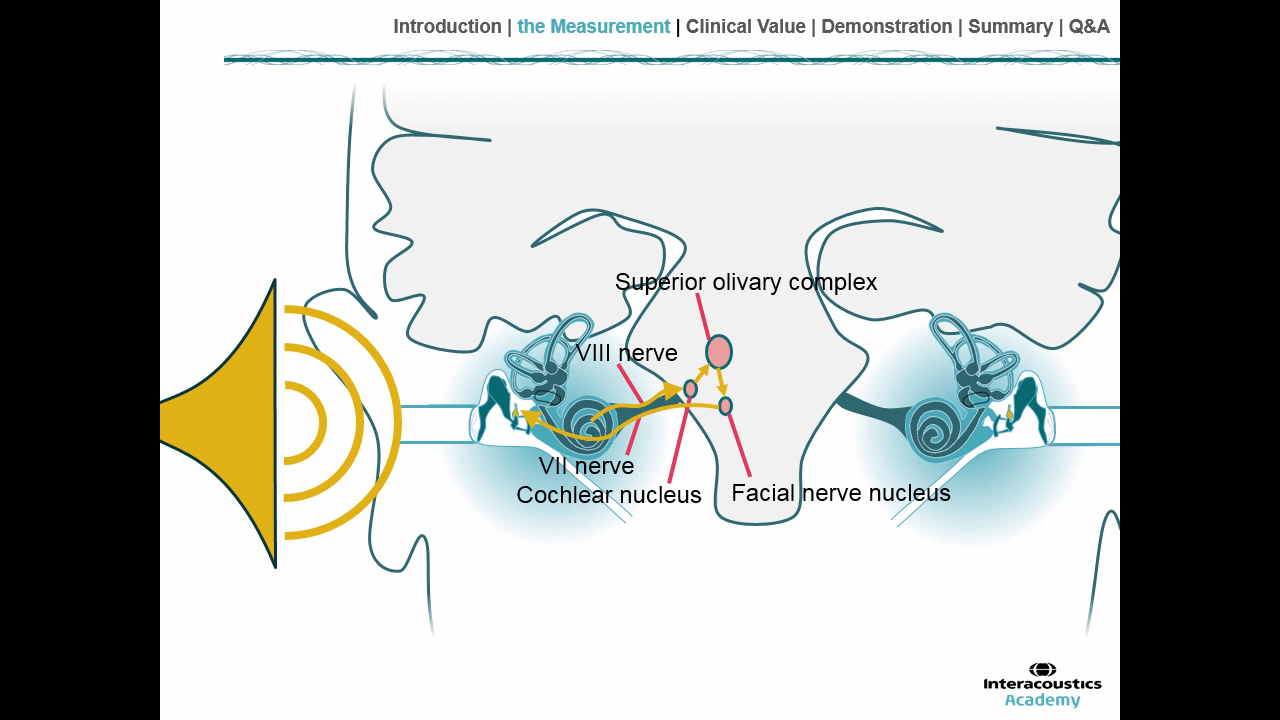 Introduction | the Measurement | Clinical Value | Demonstration | Summary | Q&A
Superior olivary complex
VIII nerve
VII nerve
Cochlear nucleus
Facial nerve nucleus
Interacoustics
Academy